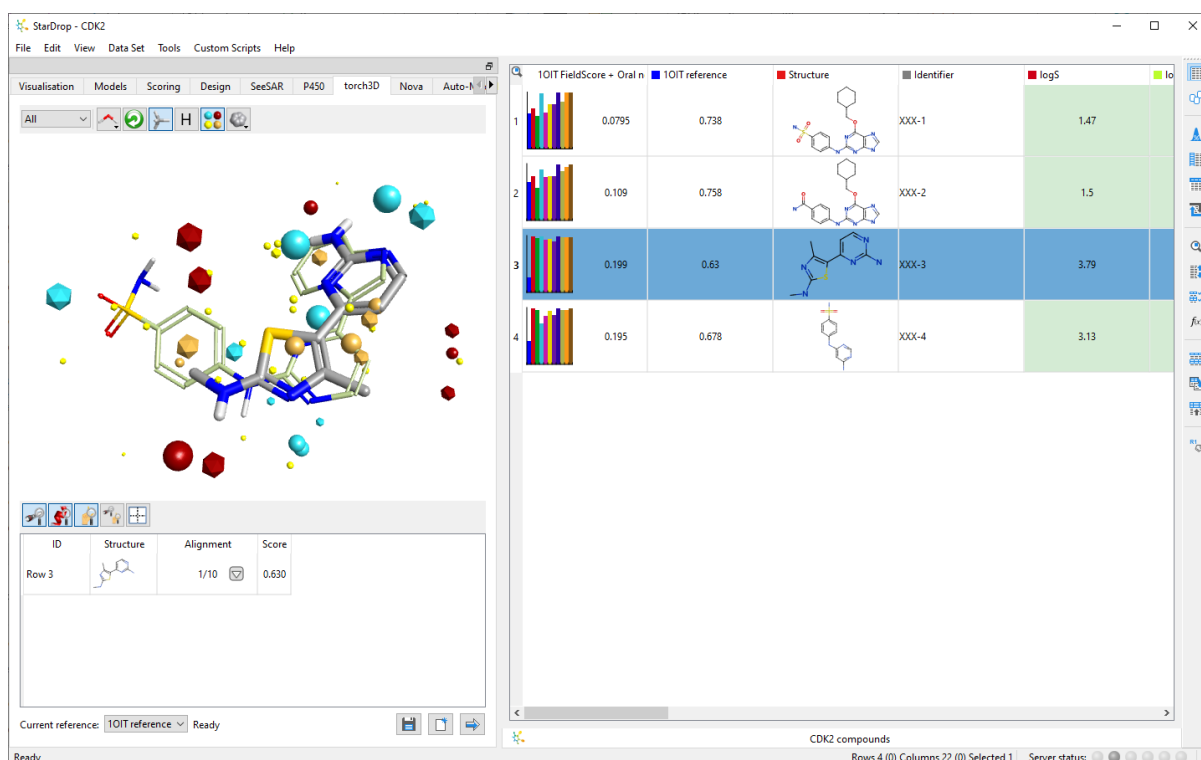 StarDrop - CDK2
File Edit View Data Set Tools Custom Scripts Help
Visualisation Models Scoring Design SeeSAR P450 torch3D Nova
All
H
ID Structure Alignment Score
Row 3 1/10 0.630
Current reference: 1OIT reference Ready
1OIT FieldScore + Oral n 1OIT reference Structure Identifier logS lo
1 0.0795 0.738 XXX-1 1.47
2 0.109 0.758 XXX-2 1.5
3 0.199 0.63 XXX-3 3.79
4 0.195 0.678 XXX-4 3.13
CDK2 compounds
Ready Rows 4 (0) Columns 22 (0) Selected 1 Server status: